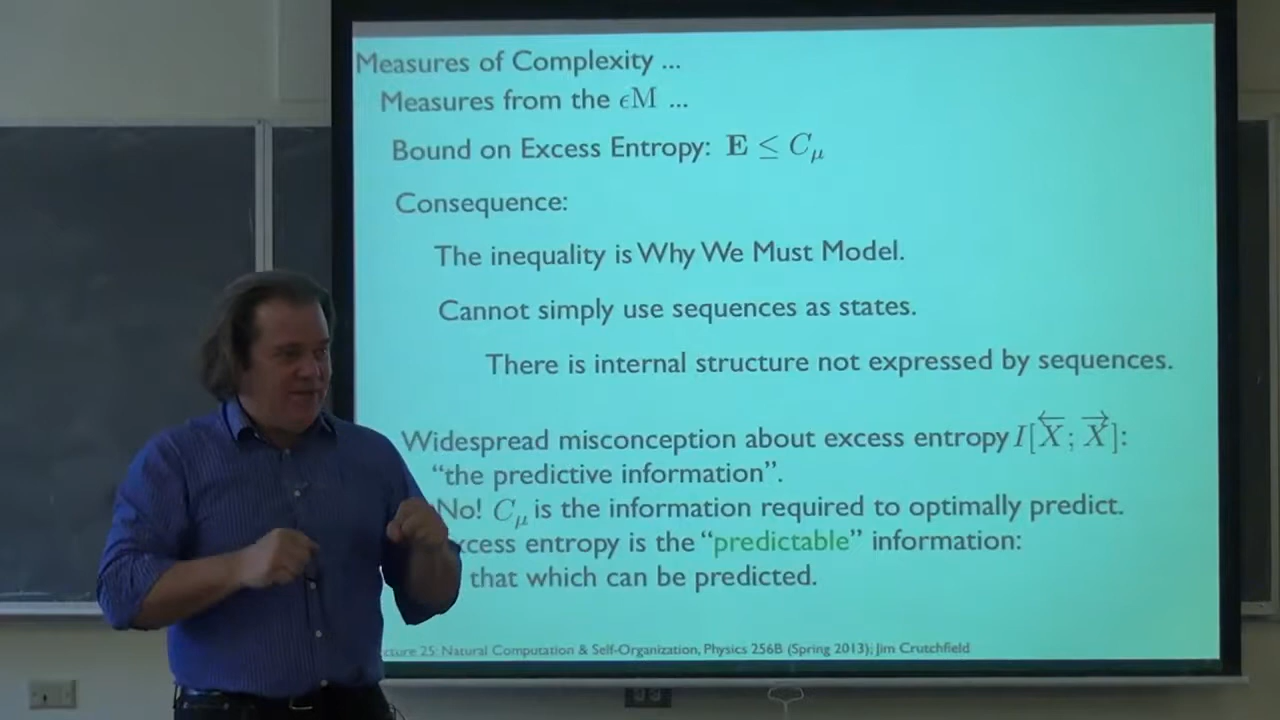 Measures of Complexity ...
Measures from the ϵM ...
Bound on Excess Entropy: E ≤ Cμ
Consequence:
The inequality is Why We Must Model.
Cannot simply use sequences as states.
There is internal structure not expressed by sequences.
Widespread misconception about excess entropy I[X⃖; X⃗]:
“the predictive information”.
No! Cμ is the information required to optimally predict.
xcess entropy is the “predictable” information:
that which can be predicted.
cture 25: Natural Computation & Self-Organization, Physics 256B (Spring 2013); Jim Crutchfield